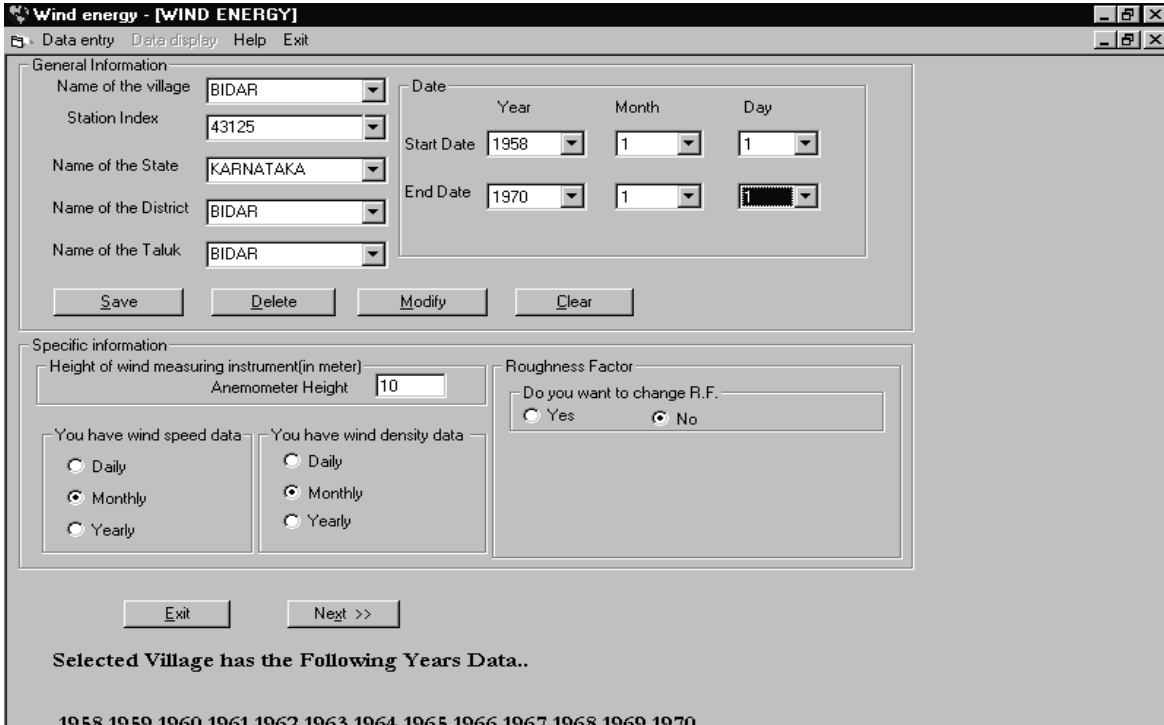 Wind energy - [WIND ENERGY]
Data entry Data display Help Exit
General Information
Name of the village BIDAR
Station Index 43125
Name of the State KARNATAKA
Name of the District BIDAR
Name of the Taluk BIDAR
Date
Year Month Day
Start Date 1958 1 1
End Date 1970 1 1
Save Delete Modify Clear
Specific information
Height of wind measuring instrument(in meter)
Anemometer Height 10
Roughness Factor
Do you want to change R.F.
Yes No
You have wind speed data
Daily
Monthly
Yearly
You have wind density data
Daily
Monthly
Yearly
Exit Next >>
Selected Village has the Following Years Data..
1958 1959 1960 1961 1962 1963 1964 1965 1966 1967 1968 1969 1970